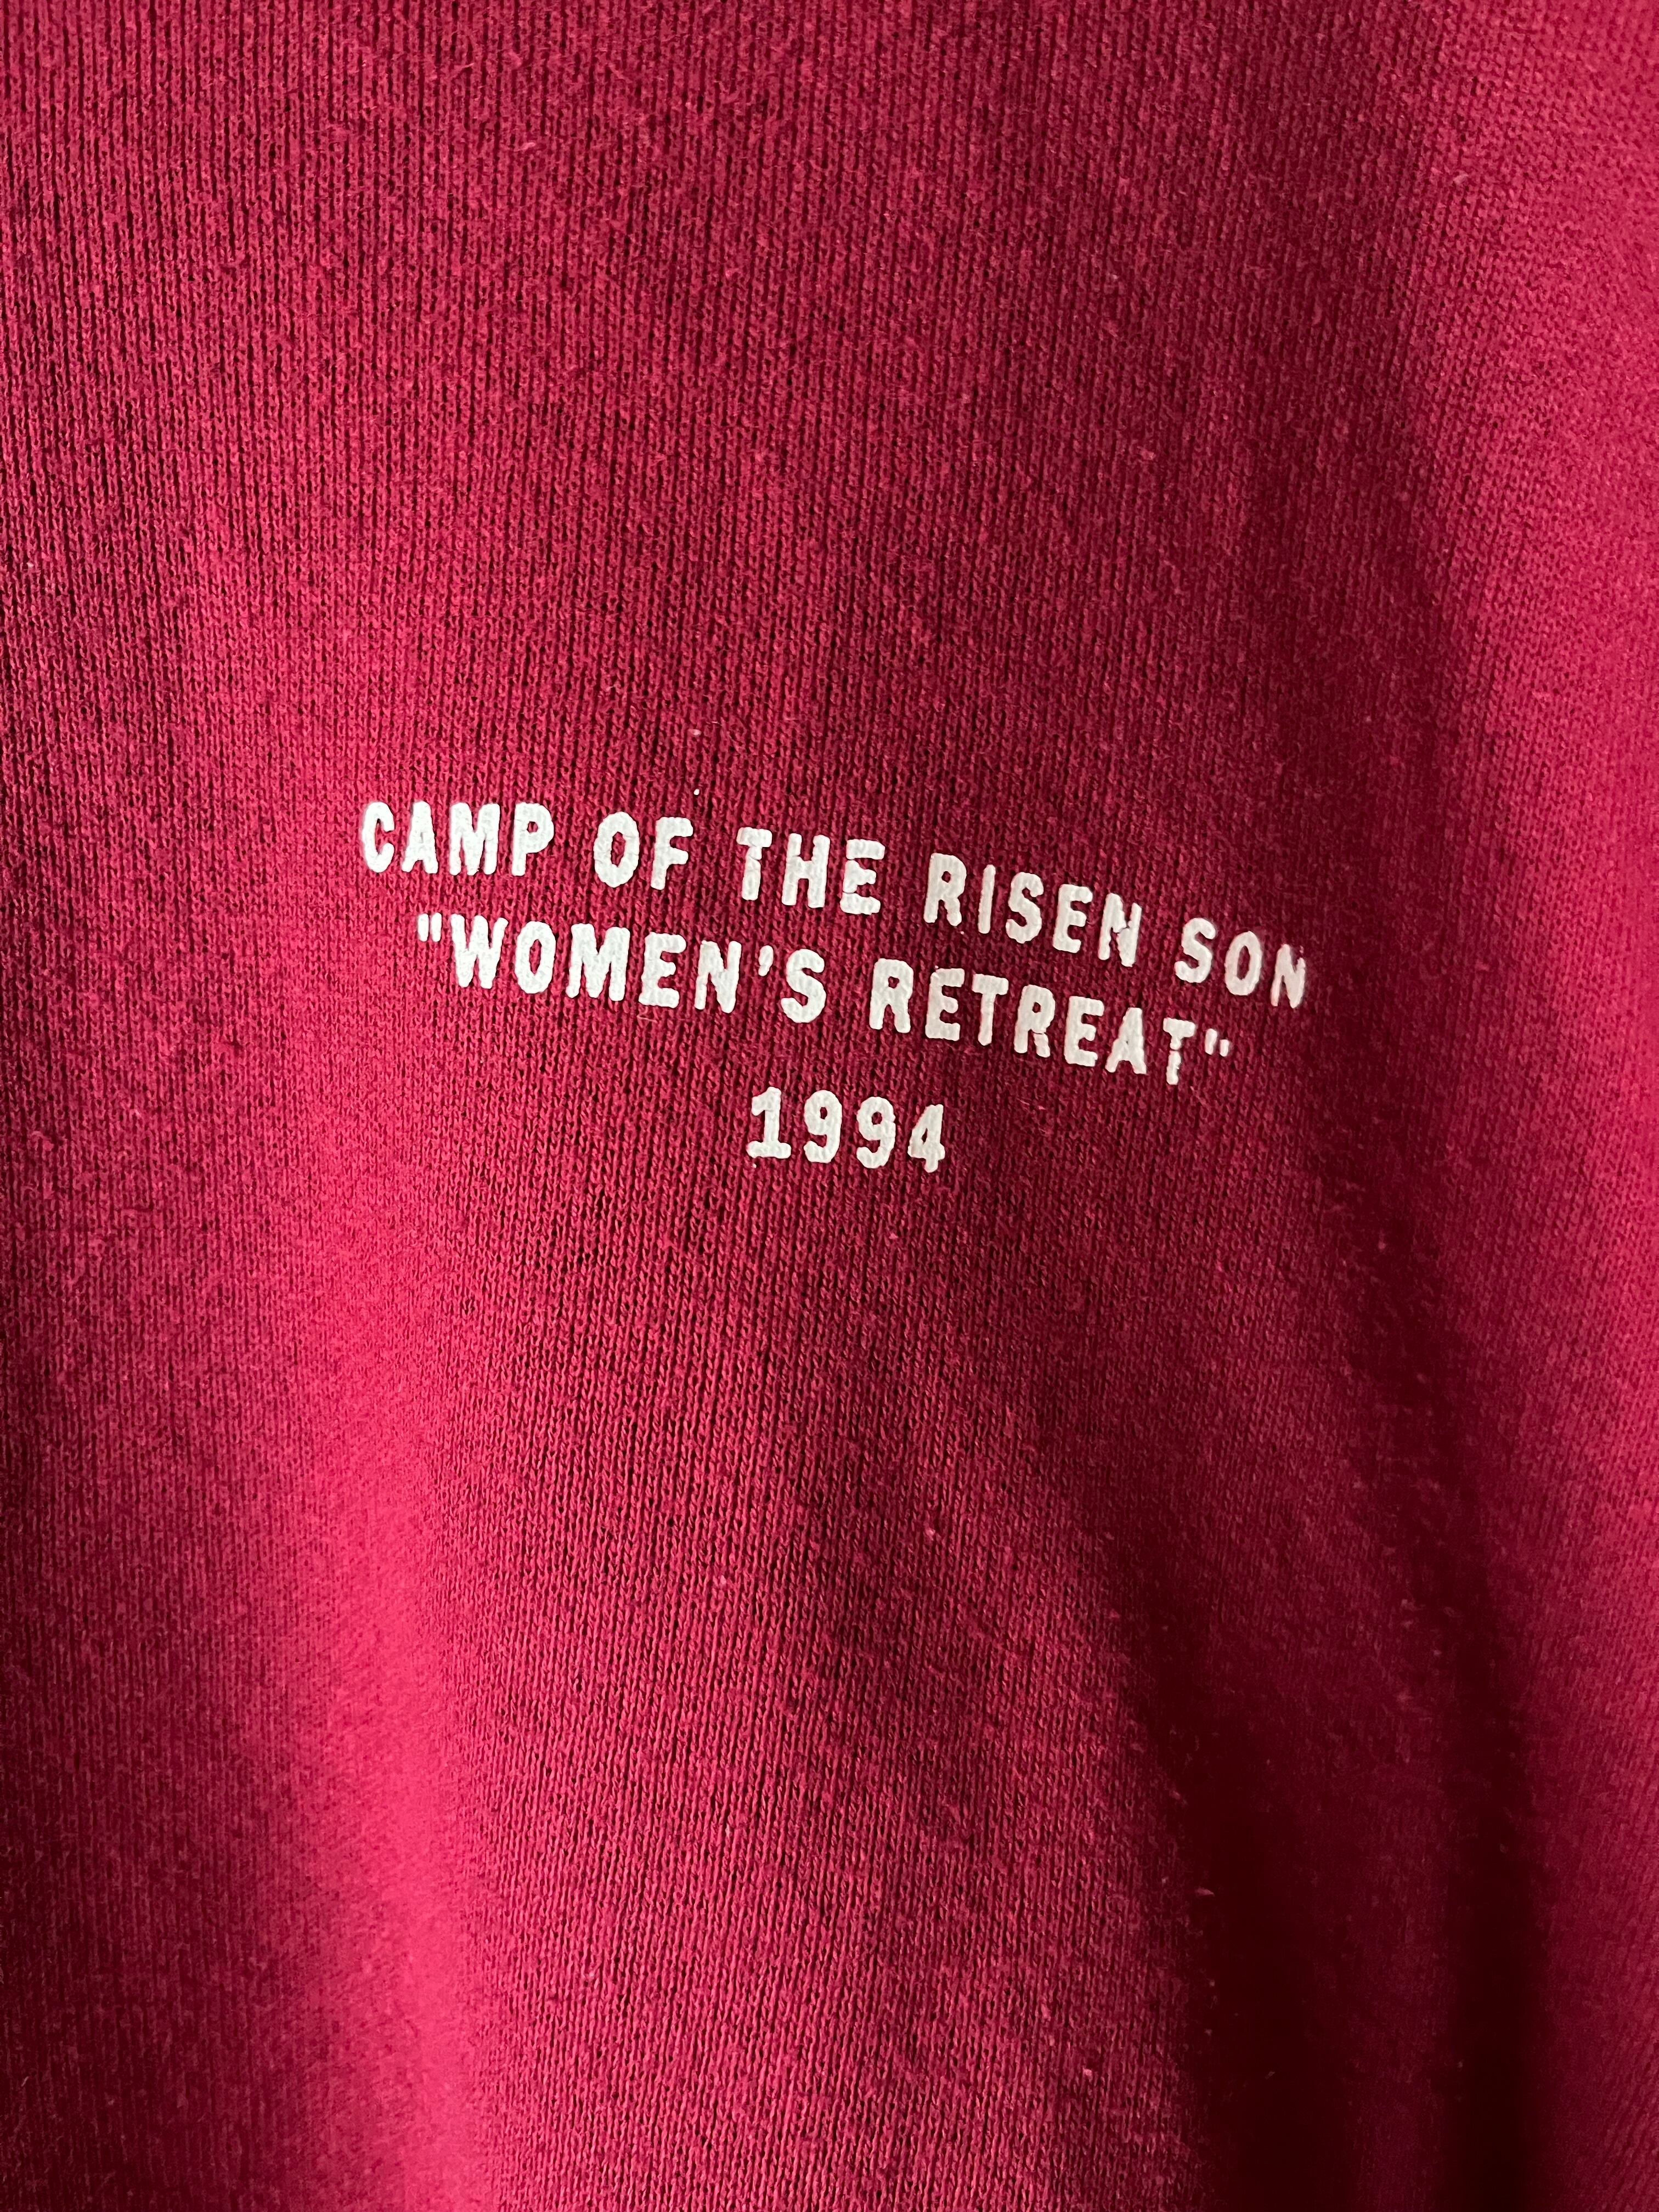 CAMP OF THE RISEN SON
"WOMEN'S RETREAT"
1994